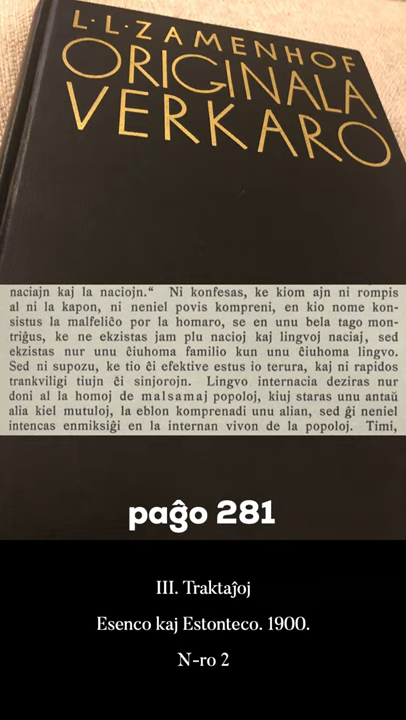 L·L·ZAMENHOF
ORIGINALA
VERKARO
naciajn kaj la naciojn.“ Ni konfesas, ke kiom ajn ni rompis
al ni la kapon, ni neniel povis kompreni, en kio nome kon-
sistus la malfeliĉo por la homaro, se en unu bela tago mon-
triĝus, ke ne ekzistas jam plu nacioj kaj lingvoj naciaj, sed
ekzistas nur unu ĉiuhoma familio kun unu ĉiuhoma lingvo.
Sed ni supozu, ke tio ĉi efektive estus io terura, kaj ni rapidos
trankviligi tiujn ĉi sinjorojn. Lingvo internacia deziras nur
doni al la homoj de malsamaj popoloj, kiuj staras unu antaŭ
alia kiel mutuloj, la eblon komprenadi unu alian, sed ĝi neniel
intencas enmiksiĝi en la internan vivon de la popoloj. Timi,
paĝo 281
III. Traktaĵoj
Esenco kaj Estonteco. 1900.
N-ro 2